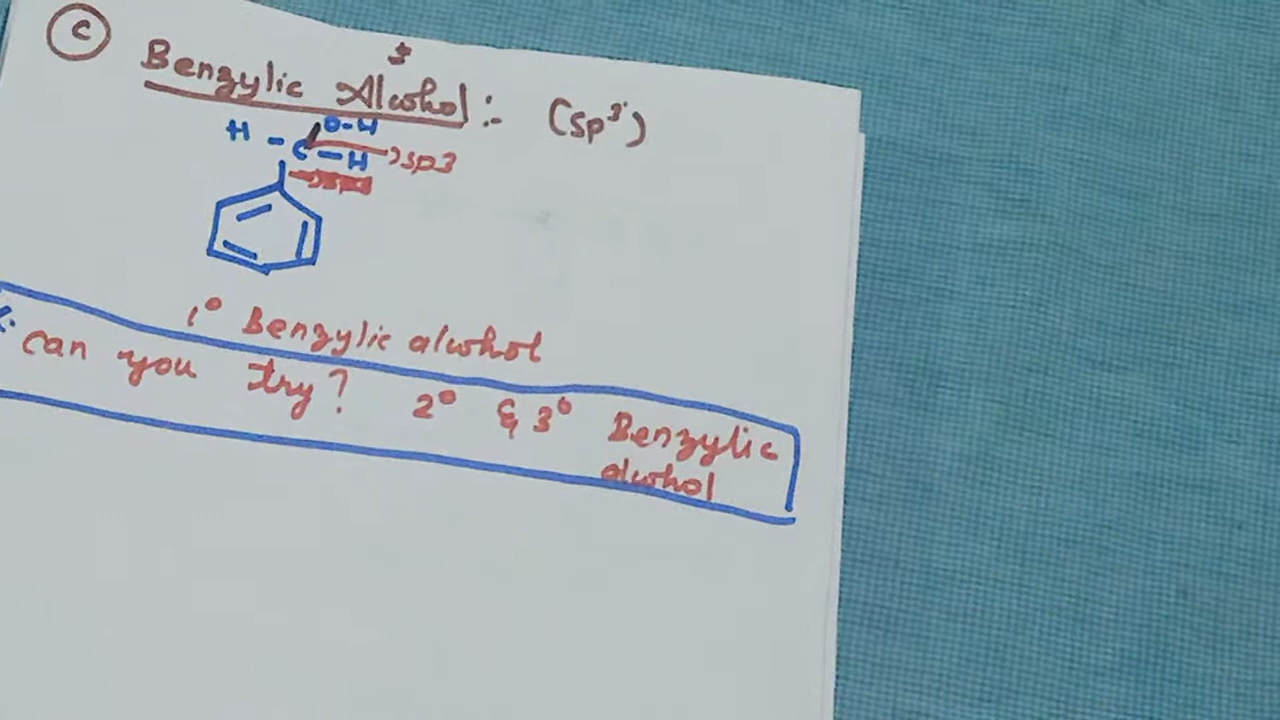 C Benzylic Alcohol :- (Sp³)
O-H
H - C - H → sp3
1° Benzylic alcohol
can you try? 2° & 3° Benzylic
alcohol